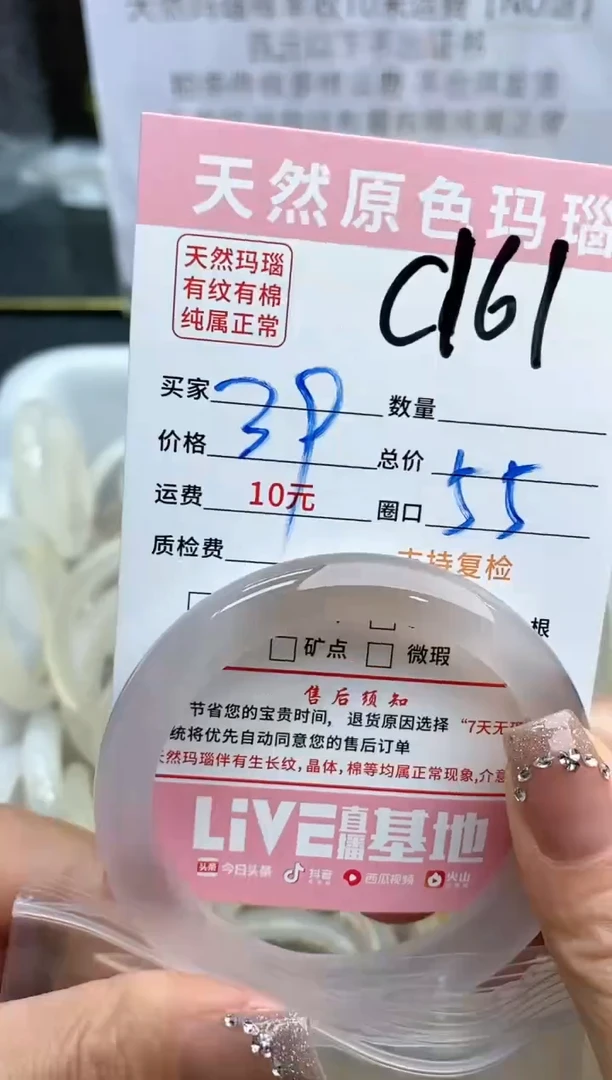 天然原色玛瑙
天然玛瑙
有纹有棉
纯属正常
C161
买家 39 数量
价格 总价
运费 10元 圈口 55
质检费 支持复检
根
矿点 微瑕
售后须知
节省您的宝贵时间，退货原因选择 "7天无理
统将优先自动同意您的售后订单
天然玛瑙伴有生长纹,晶体,棉等均属正常现象,介意
LIVE直播基地
头条 今日头条 抖音 西瓜视频 火山